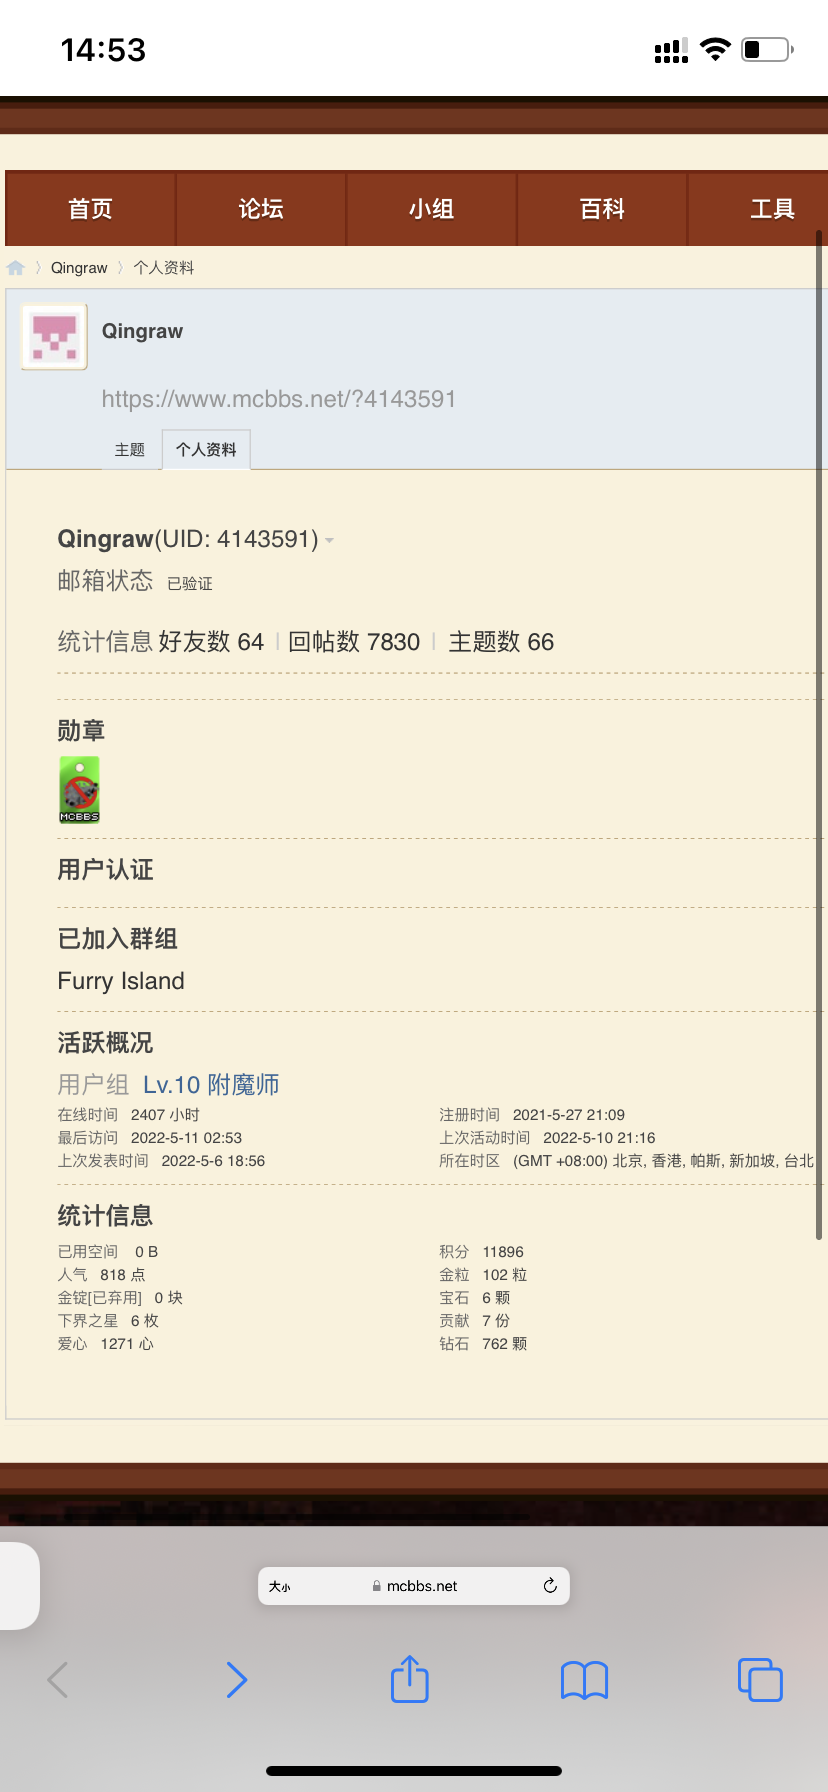 14:53
首页 论坛 小组 百科 工具
Qingraw 个人资料
Qingraw
https://www.mcbbs.net/?4143591
主题 个人资料
Qingraw(UID: 4143591)
邮箱状态 已验证
统计信息 好友数 64 | 回帖数 7830 | 主题数 66
勋章
MCBBS
用户认证
已加入群组
Furry Island
活跃概况
用户组 Lv.10 附魔师
在线时间 2407 小时 注册时间 2021-5-27 21:09
最后访问 2022-5-11 02:53 上次活动时间 2022-5-10 21:16
上次发表时间 2022-5-6 18:56 所在时区 (GMT +08:00) 北京, 香港, 帕斯, 新加坡, 台北
统计信息
已用空间 0 B 积分 11896
人气 818 点 金粒 102 粒
金锭[已弃用] 0 块 宝石 6 颗
下界之星 6 枚 贡献 7 份
爱心 1271 心 钻石 762 颗
大小 mcbbs.net